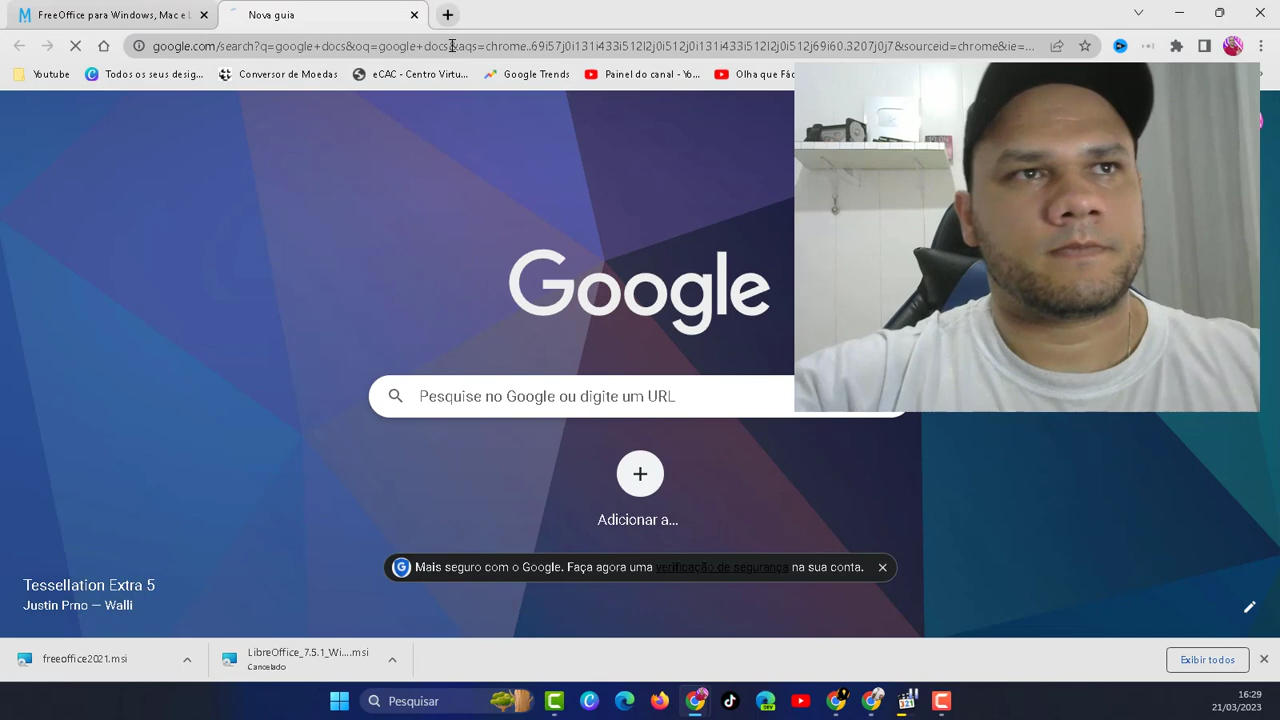 FreeOffice para Windows, Mac e L
Nova guia
google.com/search?q=google+docs&oq=google+docs&aqs=chrome.69i57j0i131i433i512l2j0i512j0i131i433i512l2j0i512j69i60.3207j0j7&sourceid=chrome&ie=...
Youtube
Todos os seus desig...
Conversor de Moedas
eCAC - Centro Virtu...
Google Trends
Painel do canal - Yo...
Olha que Fác
Google
Pesquise no Google ou digite um URL
Adicionar a...
Mais seguro com o Google. Faça agora uma verificação de segurança na sua conta.
Tessellation Extra 5
Justin Prno — Walli
freeoffice2021.msi
LibreOffice_7.5.1_Wi....msi
Cancelado
Exibir todos
Pesquisar
16:29
21/03/2023